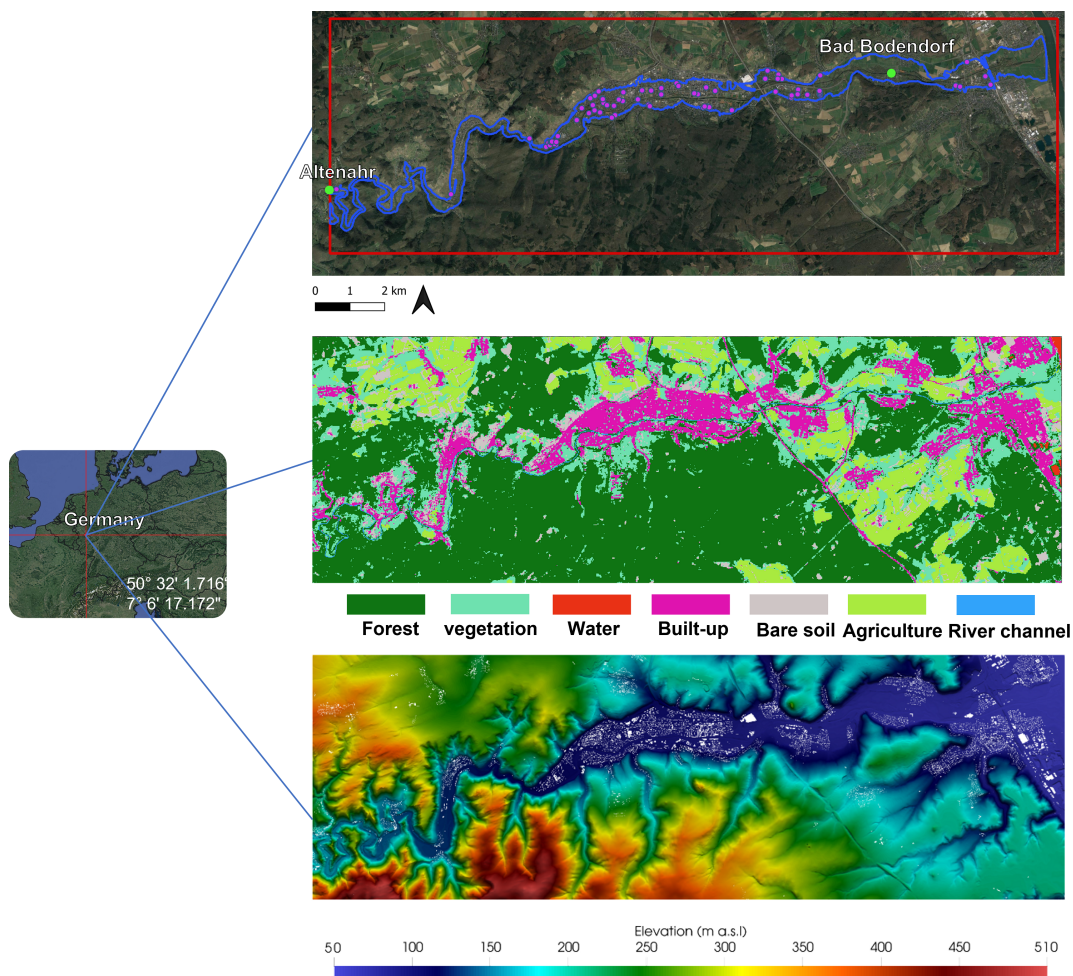 Bad Bodendorf
Altenahr
0 1 2 km
Germany
50° 32' 1.716"
7° 6' 17.172"
Forest vegetation Water Built-up Bare soil Agriculture River channel
Elevation (m a.s.l)
50 100 150 200 250 300 350 400 450 510